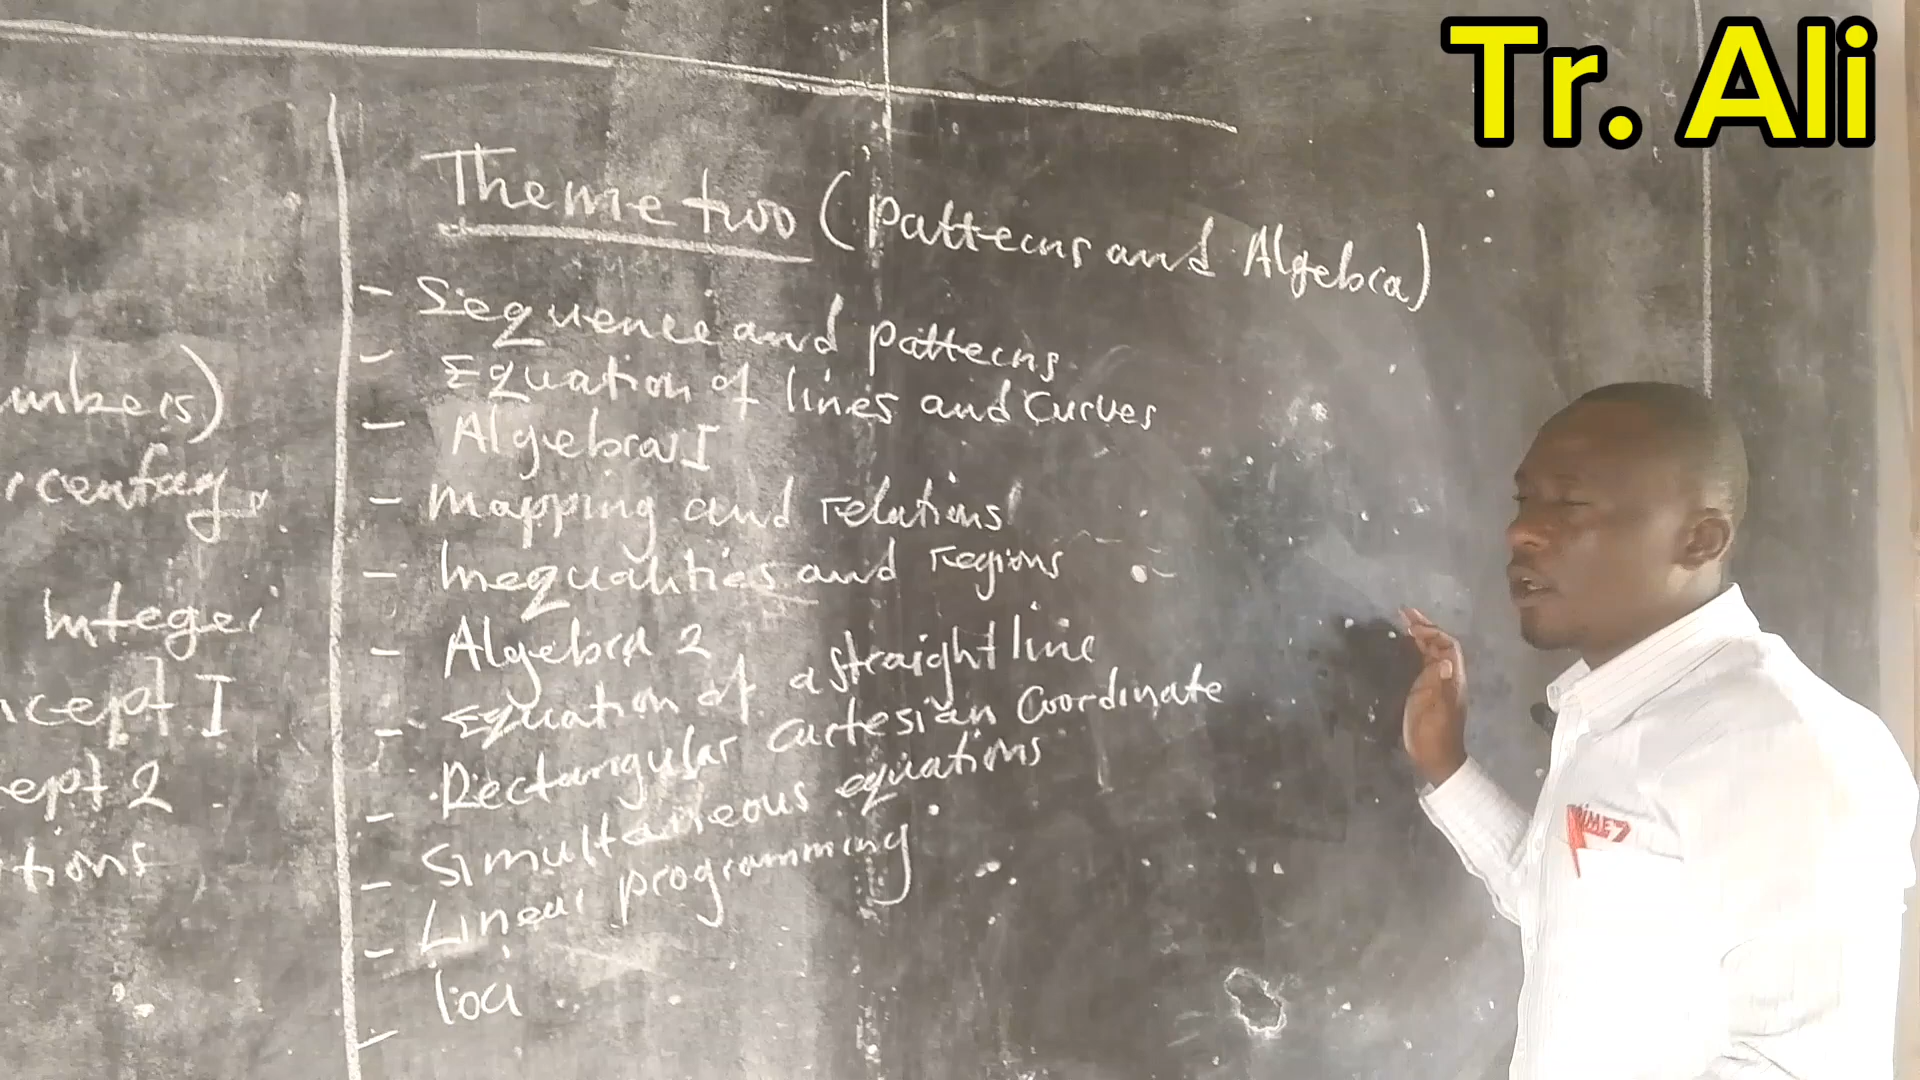 Tr. Ali
umbers)
rcentage
Integer
ncept I
cept 2
tions
Theme two (patterns and Algebra)
- Sequence and patterns
- Equation of lines and curves
- Algebra I
- Mapping and relations
- Inequalities and regions
- Algebra 2
- Equation of a straight line
- Rectangular cartesian coordinate
- Simultaneous equations
- Linear programming
- loci